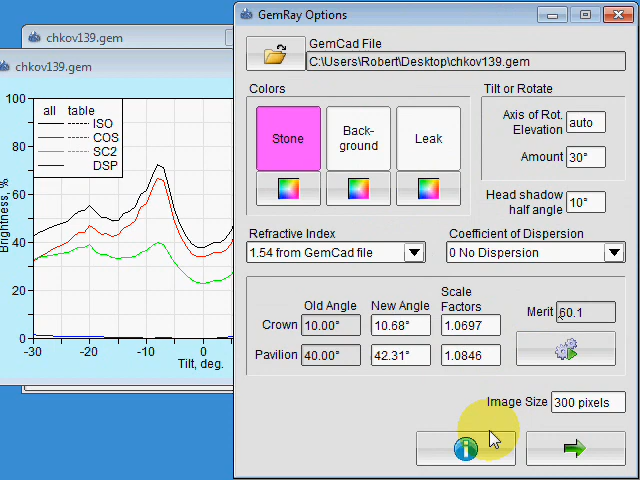 chkov139.gem
chkov139.gem
100
80
60
40
20
0
-30
-20
-10
0
Brightness, %
Tilt, deg.
all table
ISO
COS
SC2
DSP
GemRay Options
GemCad File
C:\Users\Robert\Desktop\chkov139.gem
Colors
Stone
Back-
ground
Leak
Tilt or Rotate
Axis of Rot.
Elevation
auto
Amount
30°
Head shadow
half angle
10°
Refractive Index
1.54 from GemCad file
Coefficient of Dispersion
0 No Dispersion
Old Angle
New Angle
Scale
Factors
Crown
10.00°
10.68°
1.0697
Pavilion
40.00°
42.31°
1.0846
Merit
60.1
Image Size
300 pixels